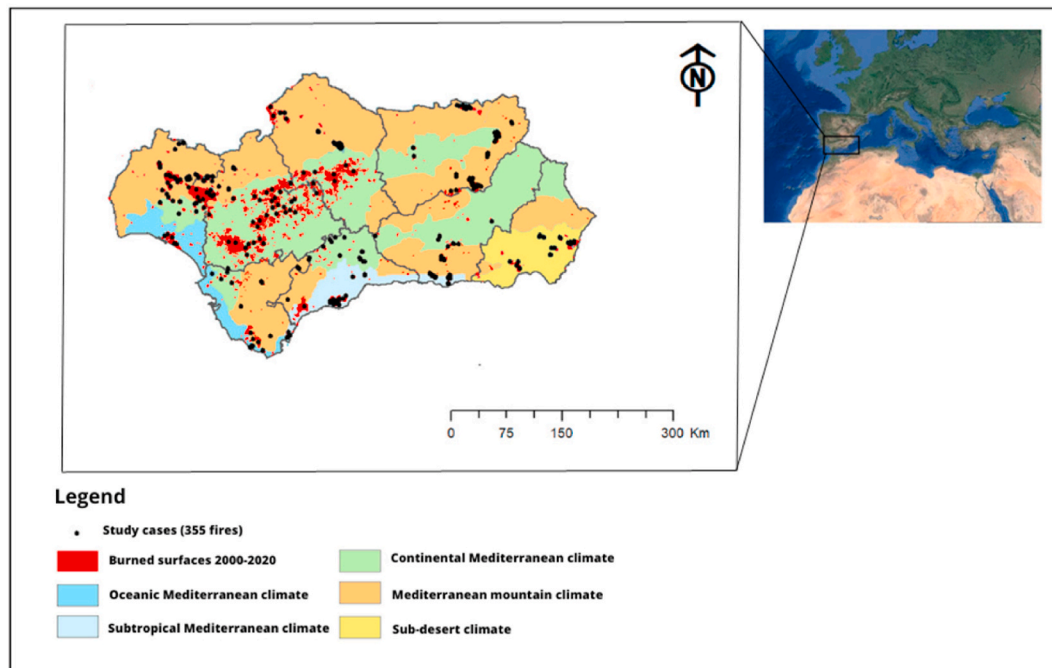 N
0 75 150 300 Km
Legend
Study cases (355 fires)
Burned surfaces 2000-2020
Continental Mediterranean climate
Oceanic Mediterranean climate
Mediterranean mountain climate
Subtropical Mediterranean climate
Sub-desert climate